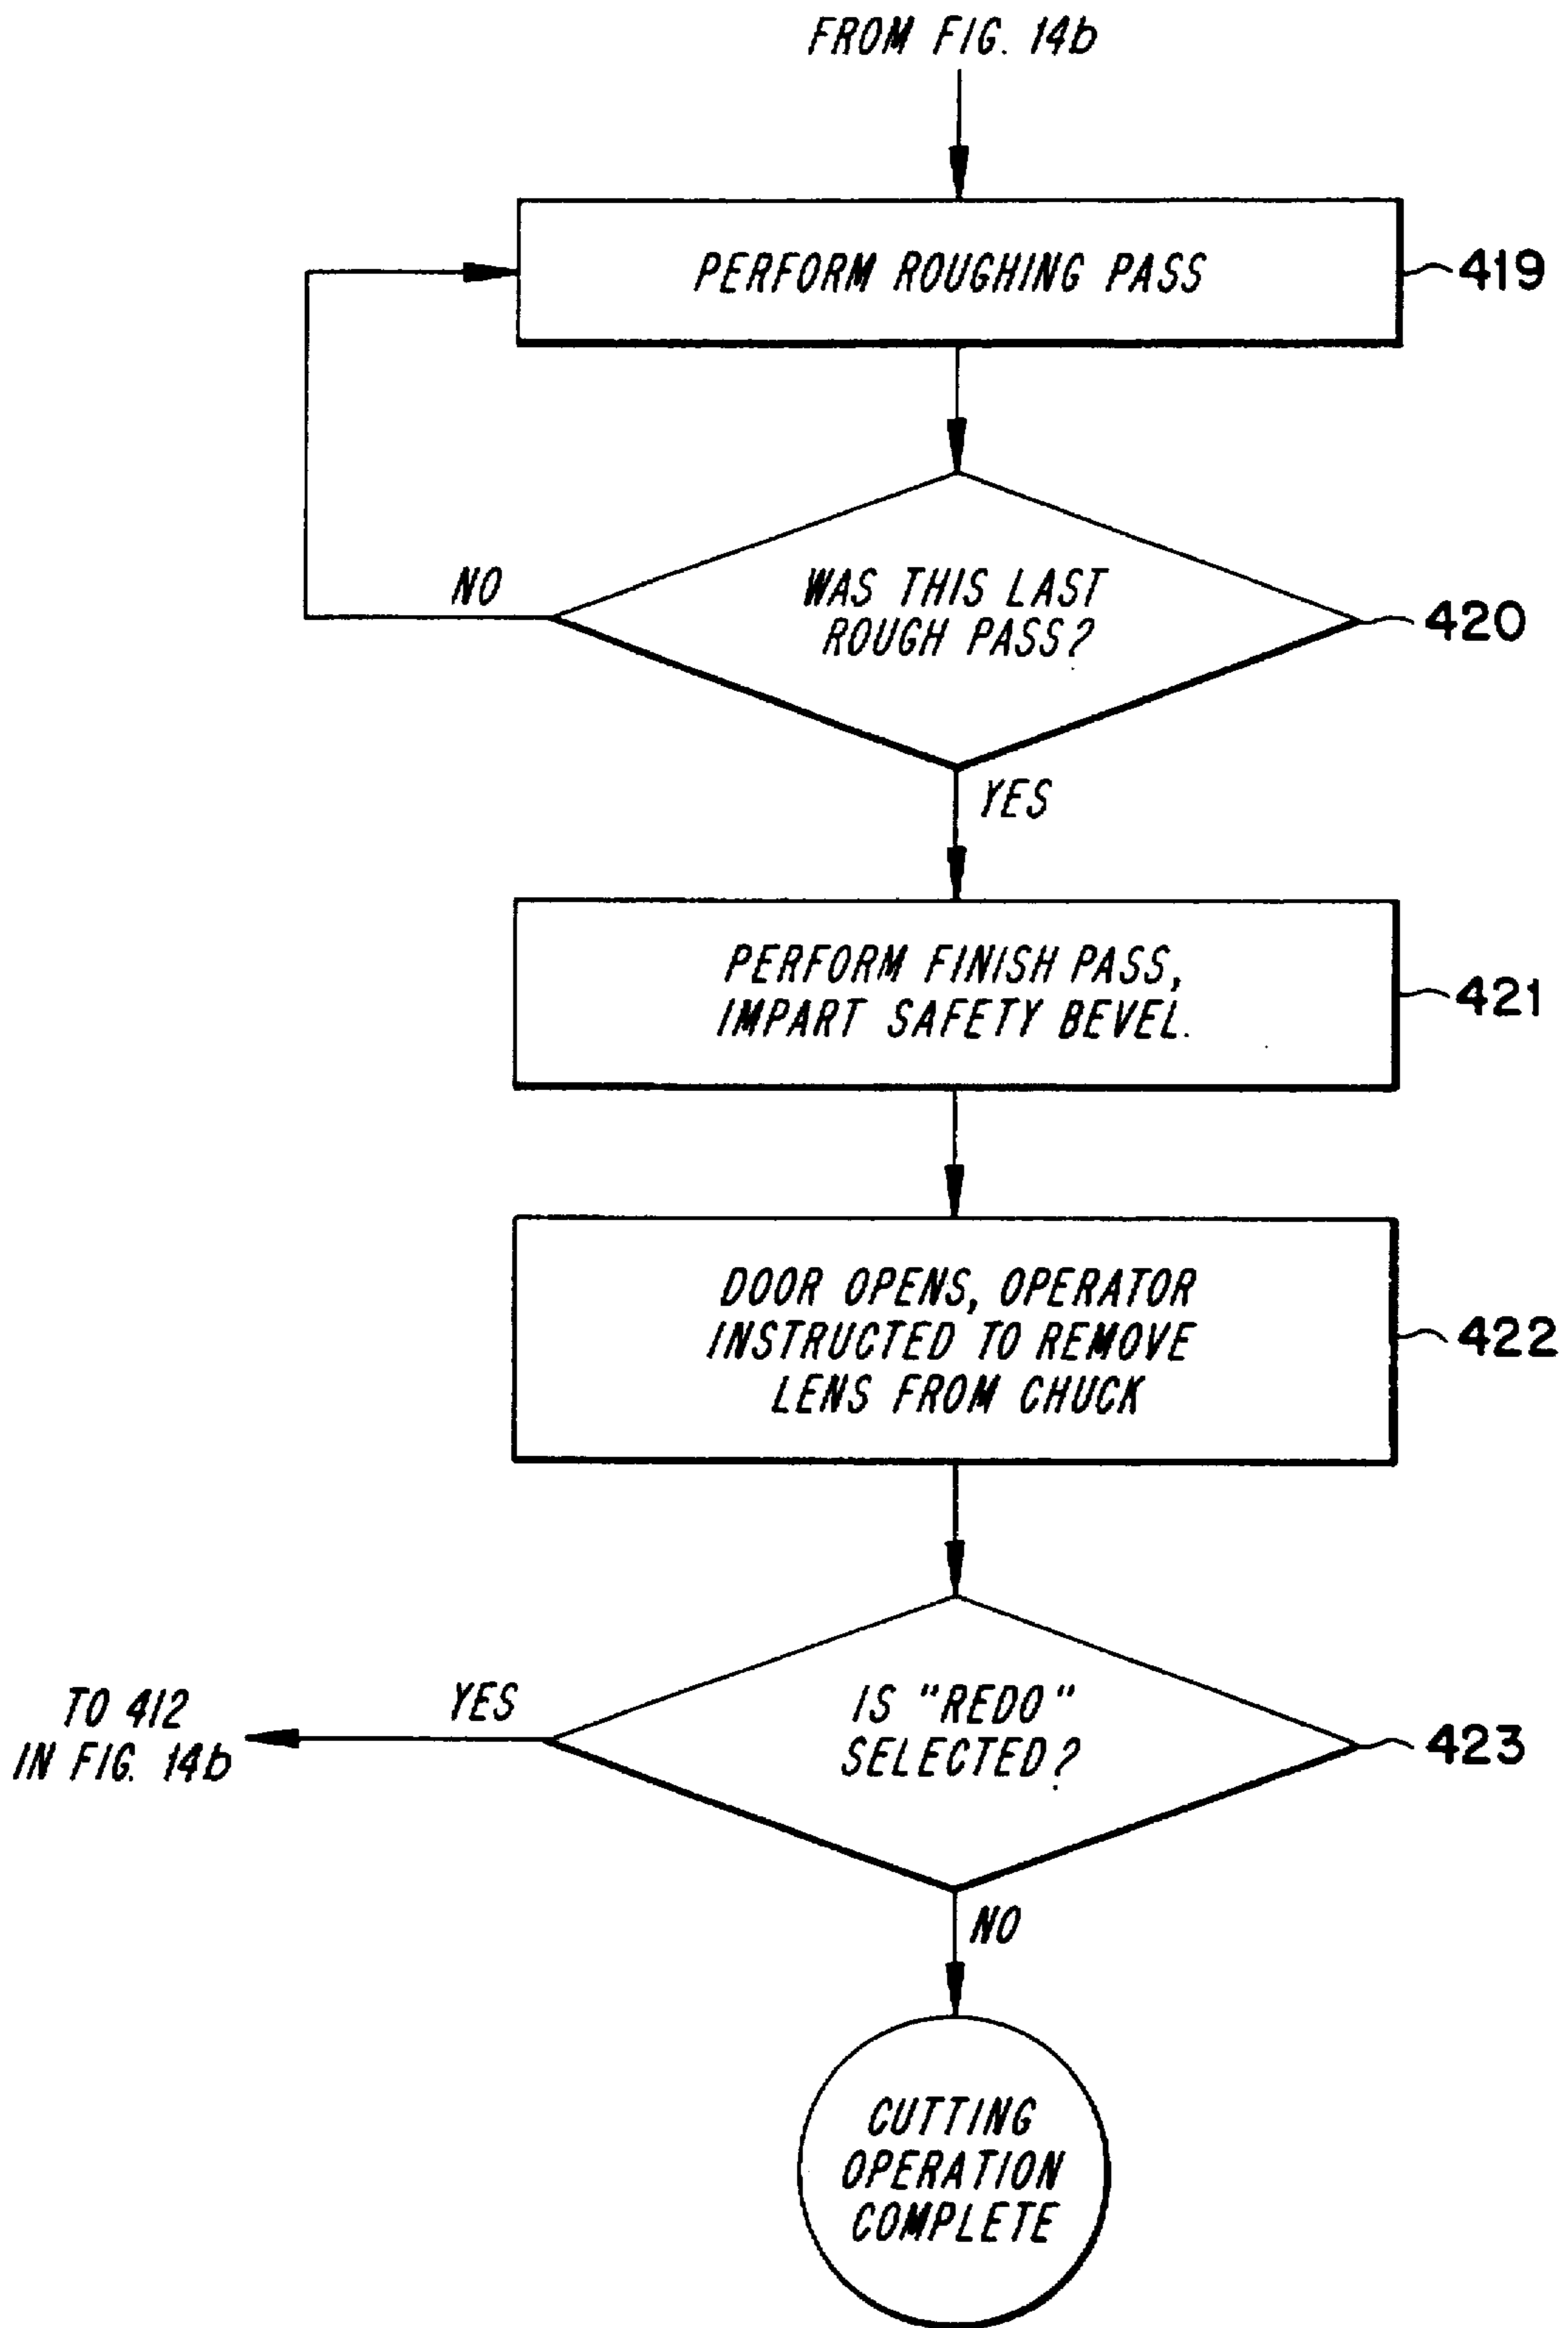 FROM FIG. 14b
PERFORM ROUGHING PASS
419
WAS THIS LAST
ROUGH PASS?
420
NO
YES
PERFORM FINISH PASS,
IMPART SAFETY BEVEL.
421
DOOR OPENS, OPERATOR
INSTRUCTED TO REMOVE
LENS FROM CHUCK
422
IS "REDO"
SELECTED?
423
YES
TO 412
IN FIG. 14b
NO
CUTTING
OPERATION
COMPLETE